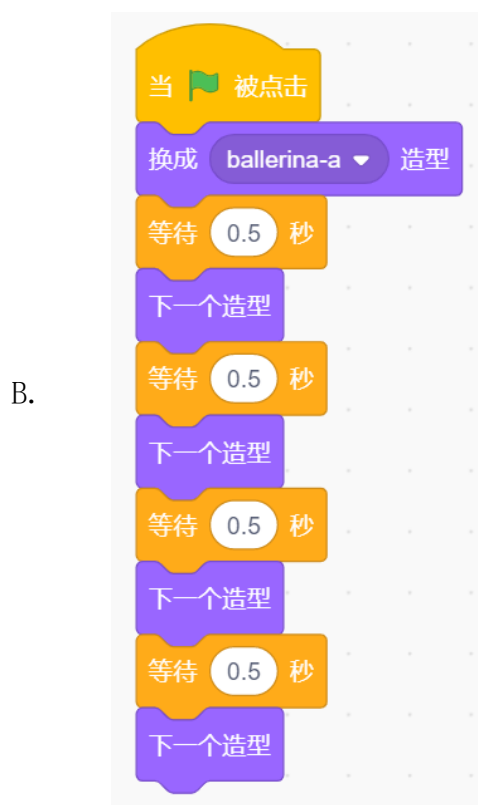 当 被点击
换成 ballerina-a 造型
等待 0.5 秒
下一个造型
等待 0.5 秒
B. 下一个造型
等待 0.5 秒
下一个造型
等待 0.5 秒
下一个造型